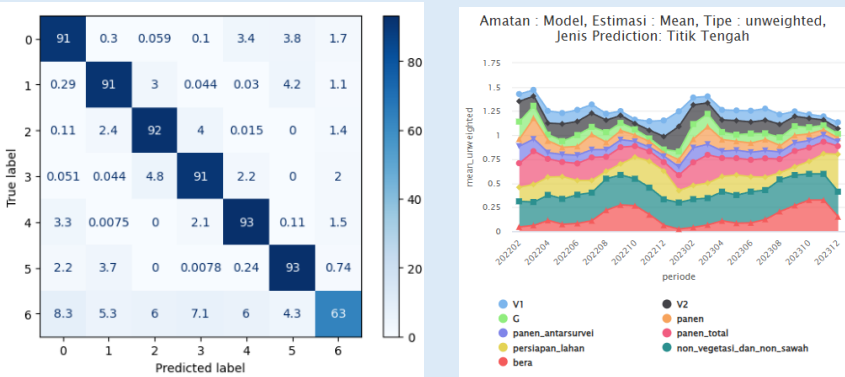 0 91 0.3 0.059 0.1 3.4 3.8 1.7
1 0.29 91 3 0.044 0.03 4.2 1.1
2 0.11 2.4 92 4 0.015 0 1.4
3 0.051 0.044 4.8 91 2.2 0 2
4 3.3 0.0075 0 2.1 93 0.11 1.5
5 2.2 3.7 0 0.0078 0.24 93 0.74
6 8.3 5.3 6 7.1 6 4.3 63
0 1 2 3 4 5 6
True label
Predicted label
80
60
40
20
0
Amatan : Model, Estimasi : Mean, Tipe : unweighted,
Jenis Prediction: Titik Tengah
1.75
1.5
1.25
1
0.75
0.5
0.25
0
mean_unweighted
202202 202204 202206 202208 202210 202212 202302 202304 202306 202308 202310 202312
periode
V1 V2
G panen
panen_antarsurvei panen_total
persiapan_lahan non_vegetasi_dan_non_sawah
bera